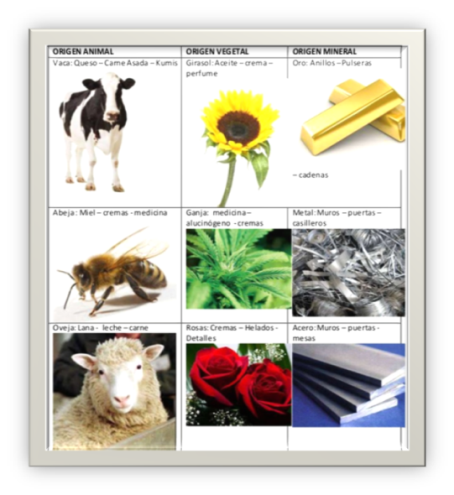 ORIGEN ANIMAL
ORIGEN VEGETAL
ORIGEN MINERAL
Vaca: Queso – Carne Asada – Kumis
Girasol: Aceite – crema –
perfume
Oro: Anillos – Pulseras
– cadenas
Abeja: Miel – cremas - medicina
Ganja: medicina –
alucinógeno - cremas
Metal: Muros – puertas –
casilleros
Oveja: Lana - leche – carne
Rosas: Cremas – Helados -
Detalles
Acero: Muros – puertas -
mesas